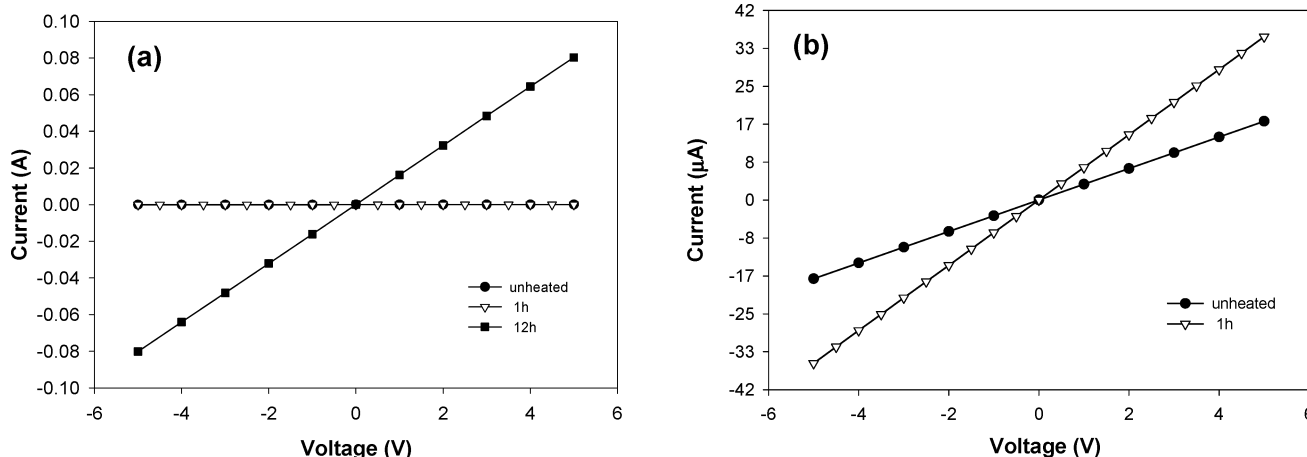 (a)
Current (A)
0.10
0.08
0.06
0.04
0.02
0.00
-0.02
-0.04
-0.06
-0.08
-0.10
unheated
1h
12h
-6 -4 -2 0 2 4 6
Voltage (V)
(b)
Current (µA)
42
33
25
17
8
0
-8
-17
-25
-33
-42
unheated
1h
-6 -4 -2 0 2 4 6
Voltage (V)